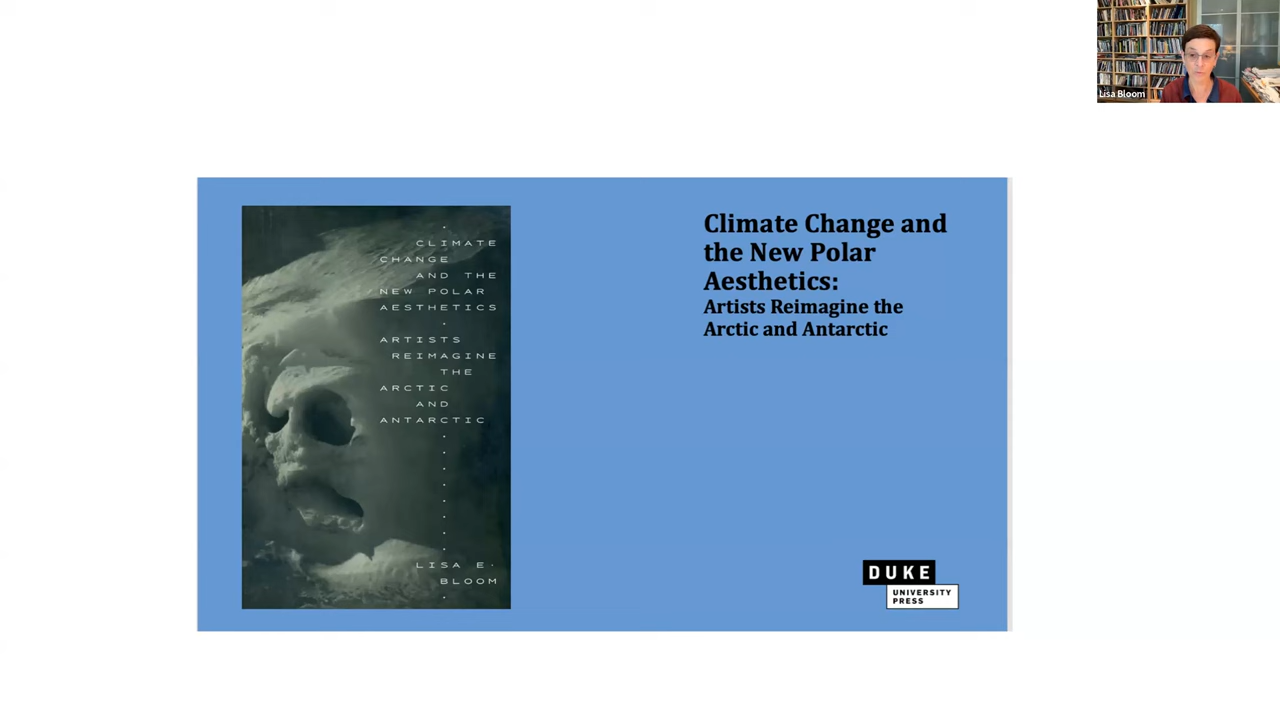 Lisa Bloom
CLIMATE
CHANGE
AND THE
NEW POLAR
AESTHETICS
ARTISTS
REIMAGINE
THE
ARCTIC
AND
ANTARCTIC
LISA E.
BLOOM
Climate Change and
the New Polar
Aesthetics:
Artists Reimagine the
Arctic and Antarctic
DUKE
UNIVERSITY
PRESS